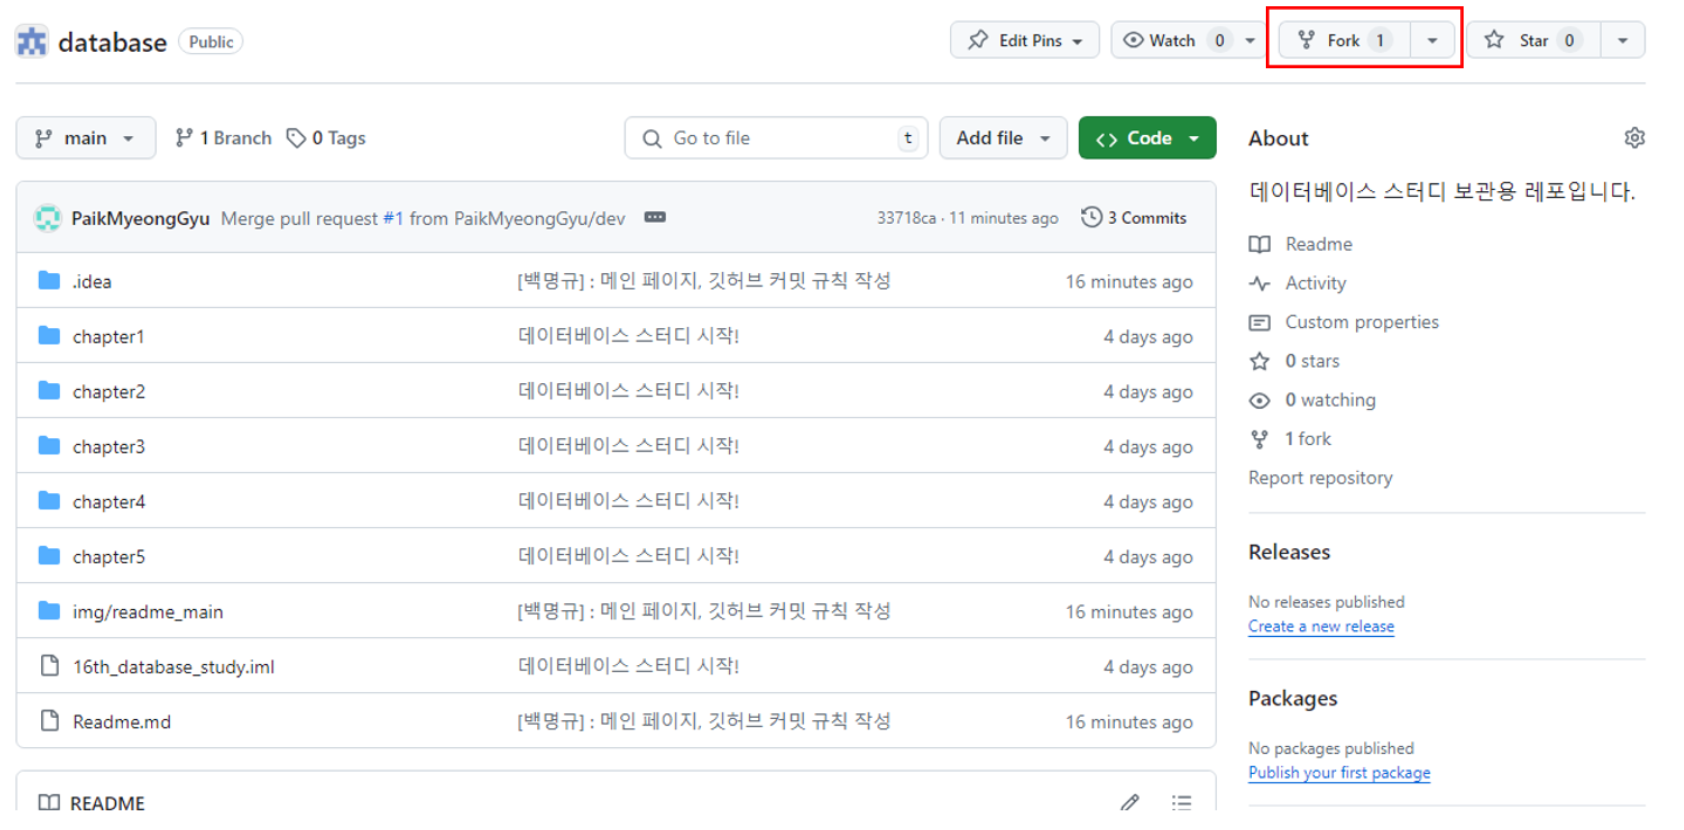 database Public Edit Pins Watch 0 Fork 1 Star 0
main 1 Branch 0 Tags Go to file t Add file Code
PaikMyeongGyu Merge pull request #1 from PaikMyeongGyu/dev 33718ca · 11 minutes ago 3 Commits
.idea [백명규] : 메인 페이지, 깃허브 커밋 규칙 작성 16 minutes ago
chapter1 데이터베이스 스터디 시작! 4 days ago
chapter2 데이터베이스 스터디 시작! 4 days ago
chapter3 데이터베이스 스터디 시작! 4 days ago
chapter4 데이터베이스 스터디 시작! 4 days ago
chapter5 데이터베이스 스터디 시작! 4 days ago
img/readme_main [백명규] : 메인 페이지, 깃허브 커밋 규칙 작성 16 minutes ago
16th_database_study.iml 데이터베이스 스터디 시작! 4 days ago
Readme.md [백명규] : 메인 페이지, 깃허브 커밋 규칙 작성 16 minutes ago
README
About
데이터베이스 스터디 보관용 레포입니다.
Readme
Activity
Custom properties
0 stars
0 watching
1 fork
Report repository
Releases
No releases published
Create a new release
Packages
No packages published
Publish your first package